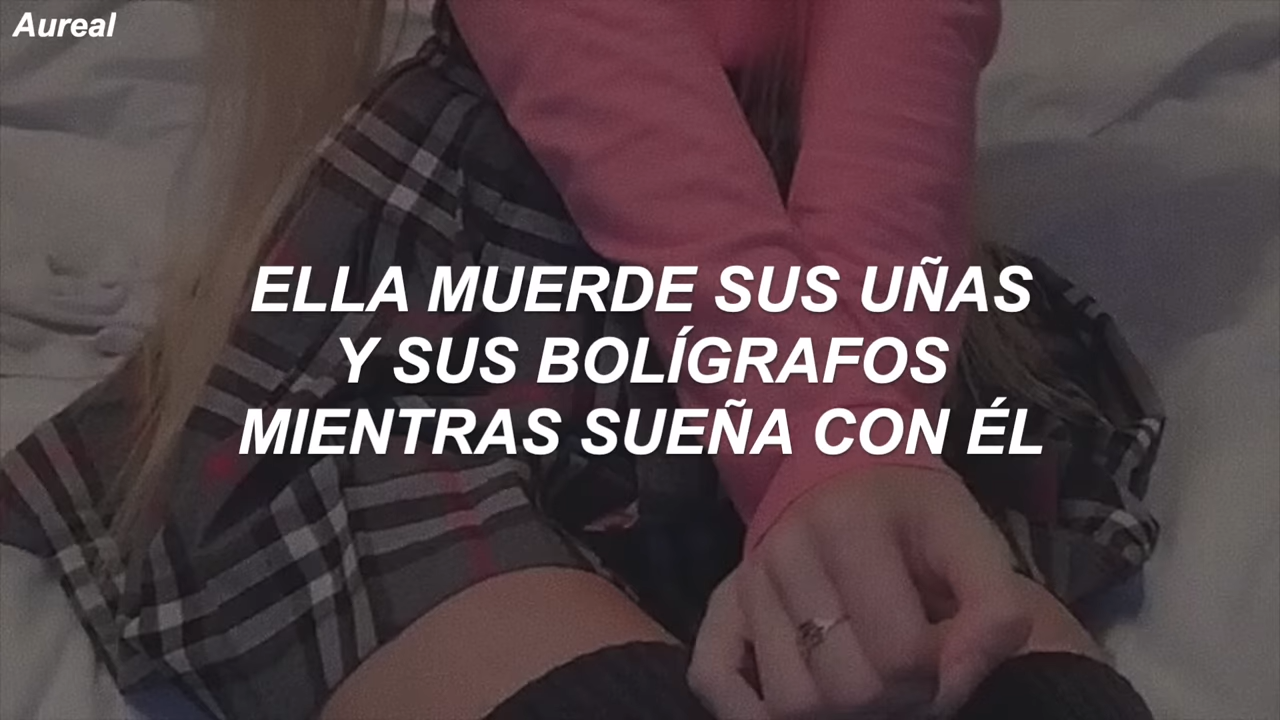 Aureal
ELLA MUERDE SUS UÑAS
Y SUS BOLÍGRAFOS
MIENTRAS SUEÑA CON ÉL